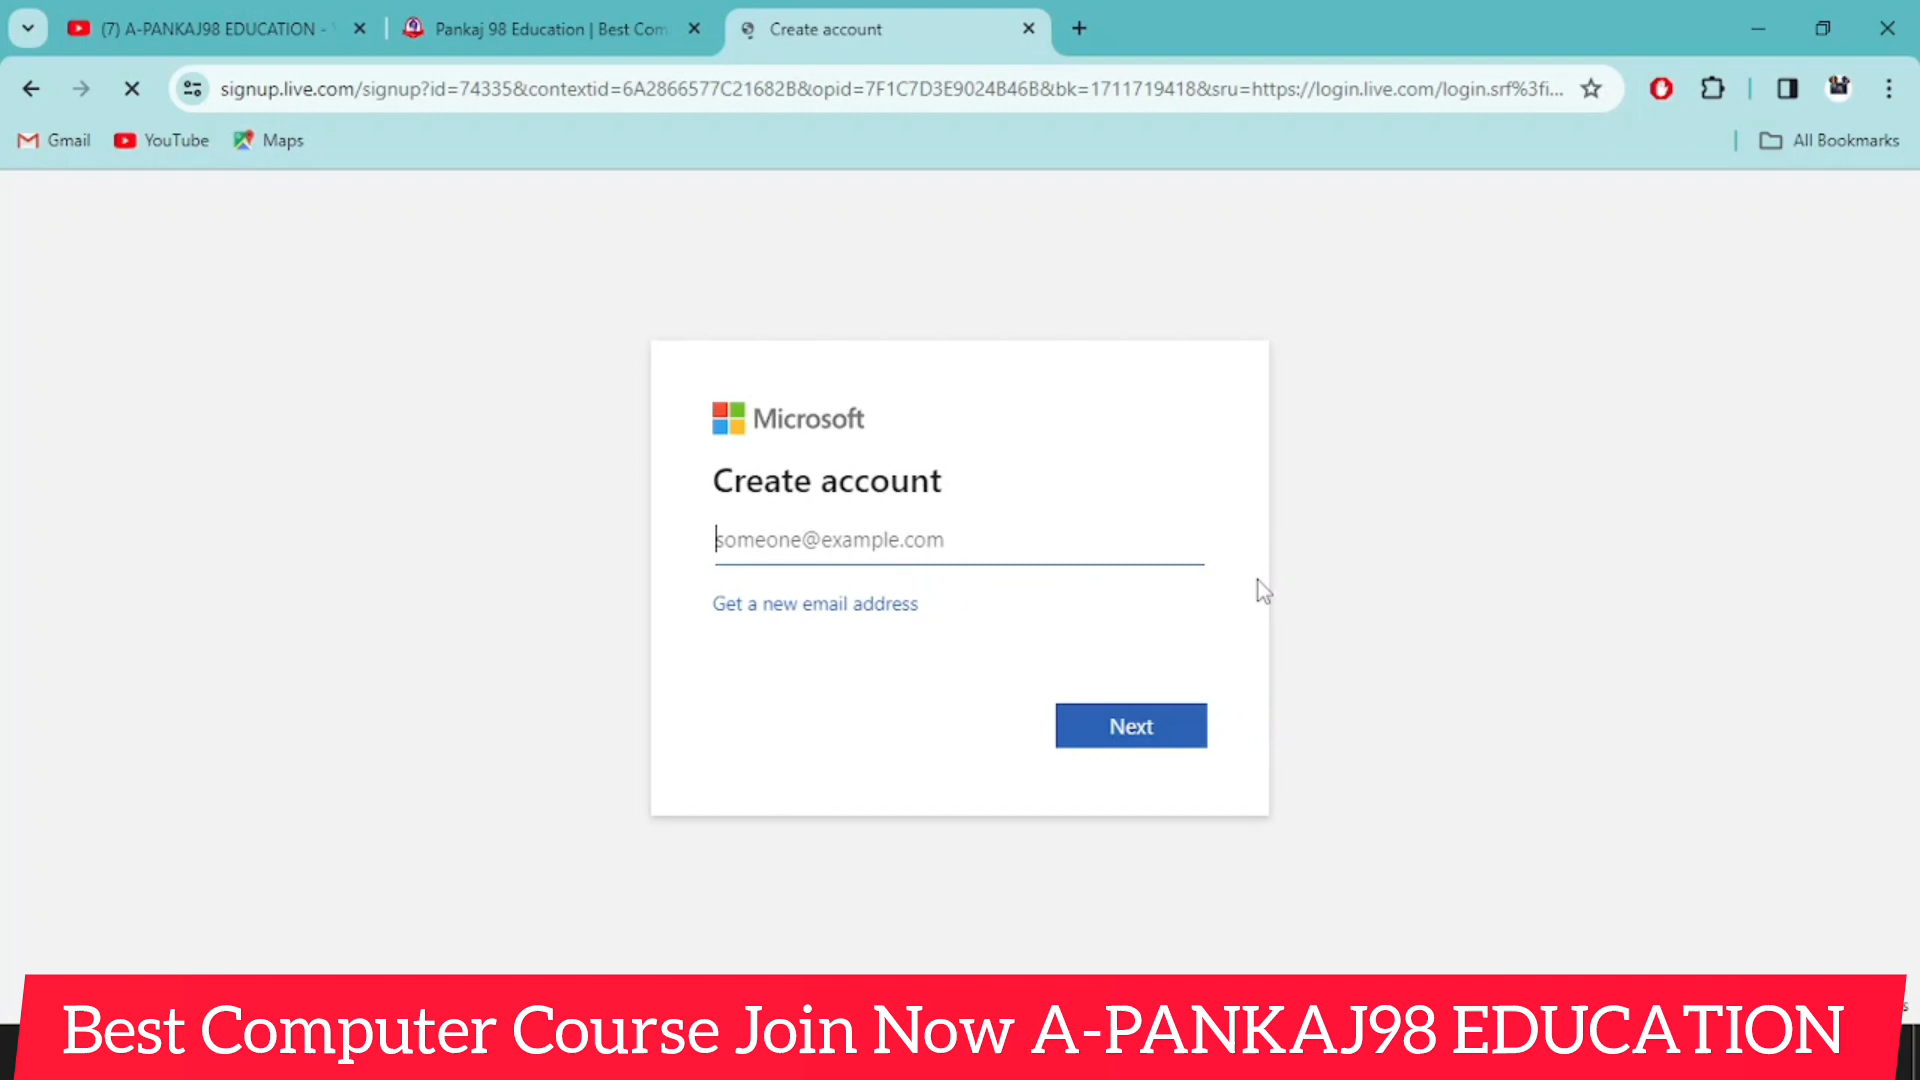 (7) A-PANKAJ98 EDUCATION -
Pankaj 98 Education | Best Com
Create account
signup.live.com/signup?id=74335&contextid=6A2866577C21682B&opid=7F1C7D3E9024B46B&bk=1711719418&sru=https://login.live.com/login.srf%3fi...
Gmail
YouTube
Maps
All Bookmarks
Microsoft
Create account
someone@example.com
Get a new email address
Next
Best Computer Course Join Now A-PANKAJ98 EDUCATION